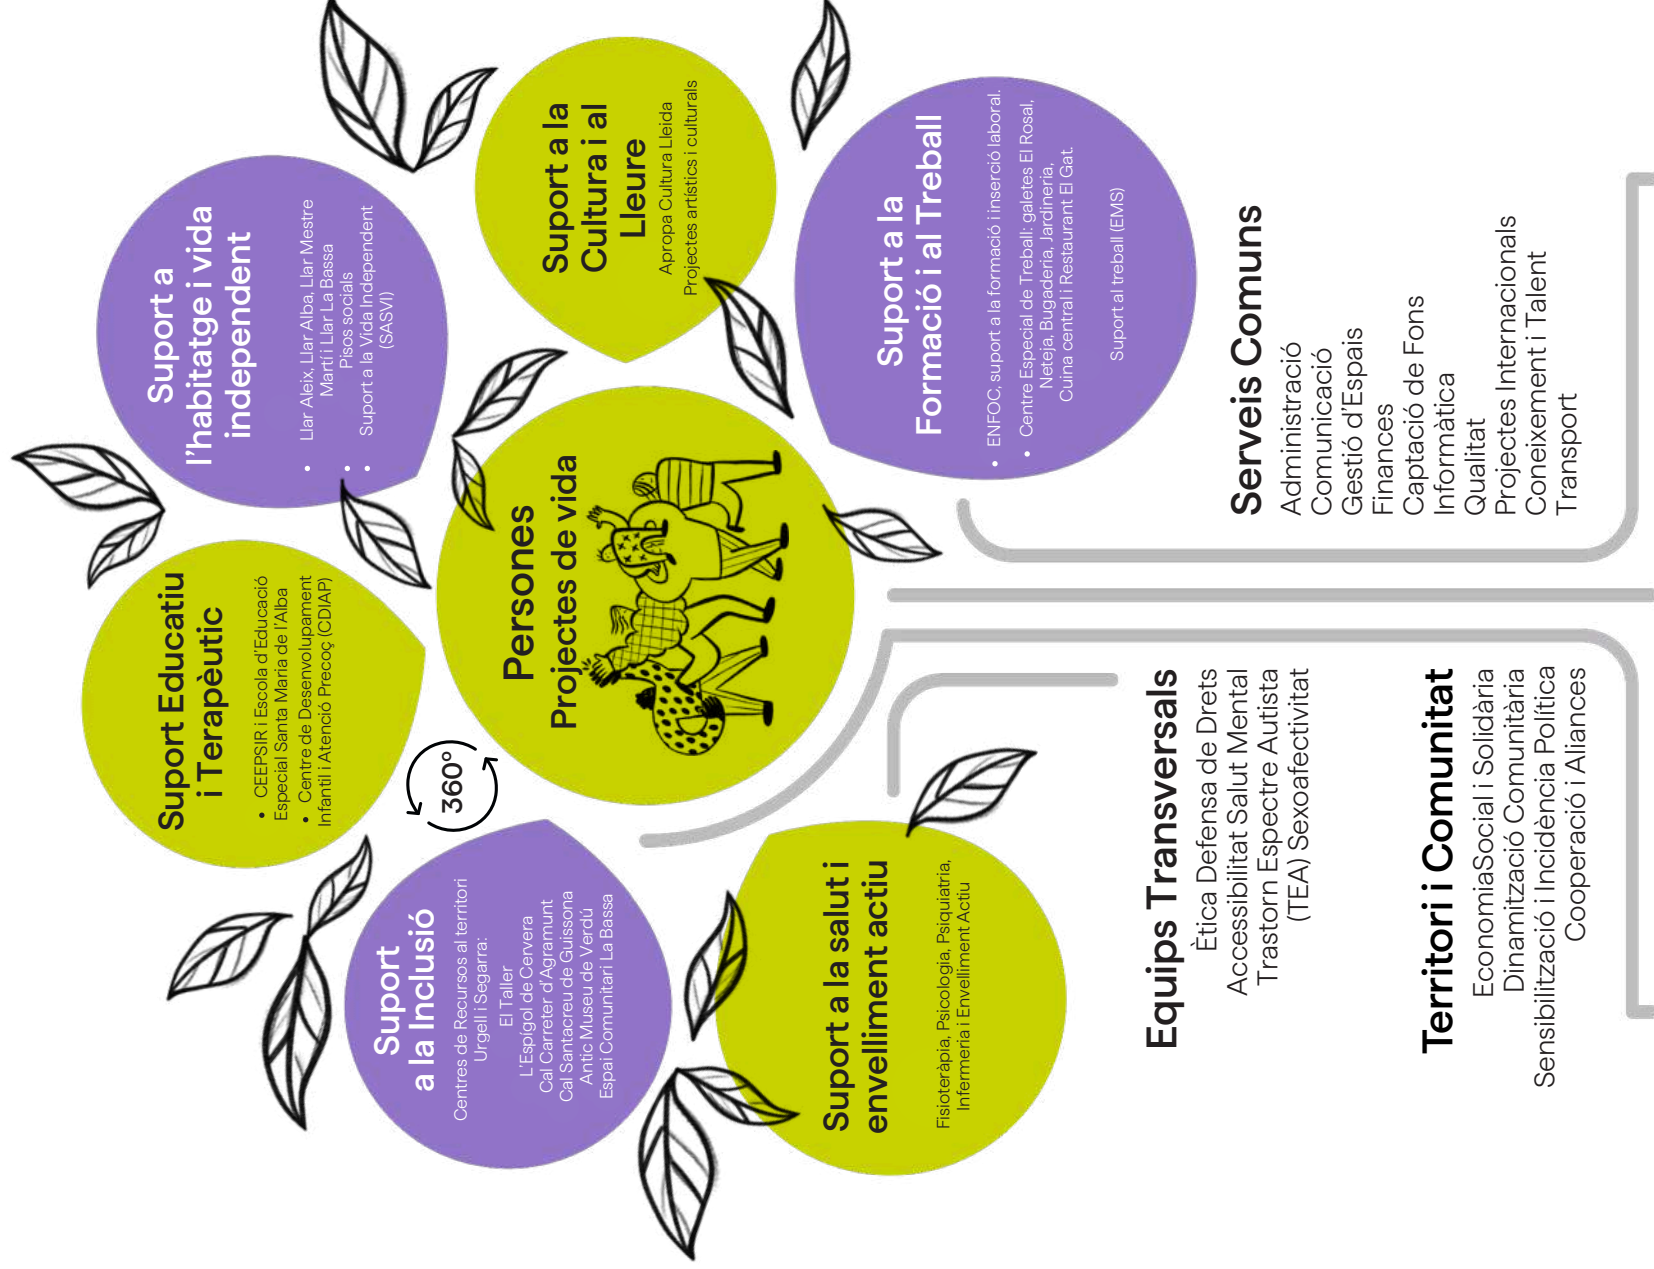 Suport a
l'habitatge i vida
independent
• Llar Aleix, Llar Alba, Llar Mestre
Martí i Llar La Bassa
• Pisos socials
• Suport a la Vida Independent
(SASVI)
Suport Educatiu
i Terapèutic
• CEEPSIR i Escola d'Educació
Especial Santa Maria de l'Alba
• Centre de Desenvolupament
Infantil i Atenció Precoç (CDIAP)
Suport a la
Cultura i al
Lleure
Apropa Cultura Lleida
Projectes artístics i culturals
Suport
a la Inclusió
Centres de Recursos al territori
Urgell i Segarra:
El Taller
L'Espígol de Cervera
Cal Carreter d'Agramunt
Cal Santacreu de Guissona
Antic Museu de Verdú
Espai Comunitari La Bassa
360º
Persones
Projectes de vida
Suport a la salut i
envelliment actiu
Fisioteràpia, Psicologia, Psiquiatria,
Infermeria i Envelliment Actiu
Suport a la
Formació i al Treball
• ENFOC, suport a la formació i inserció laboral.
• Centre Especial de Treball: galetes El Rosal,
Neteja, Bugaderia, Jardineria,
Cuina central i Restaurant El Gat.
Suport al treball (EMS)
Equips Transversals
Ètica Defensa de Drets
Accessibilitat Salut Mental
Trastorn Espectre Autista
(TEA) Sexoafectivitat
Territori i Comunitat
EconomiaSocial i Solidària
Dinamització Comunitària
Sensibilització i Incidència Política
Cooperació i Aliances
Serveis Comuns
Administració
Comunicació
Gestió d'Espais
Finances
Captació de Fons
Informàtica
Qualitat
Projectes Internacionals
Coneixement i Talent
Transport